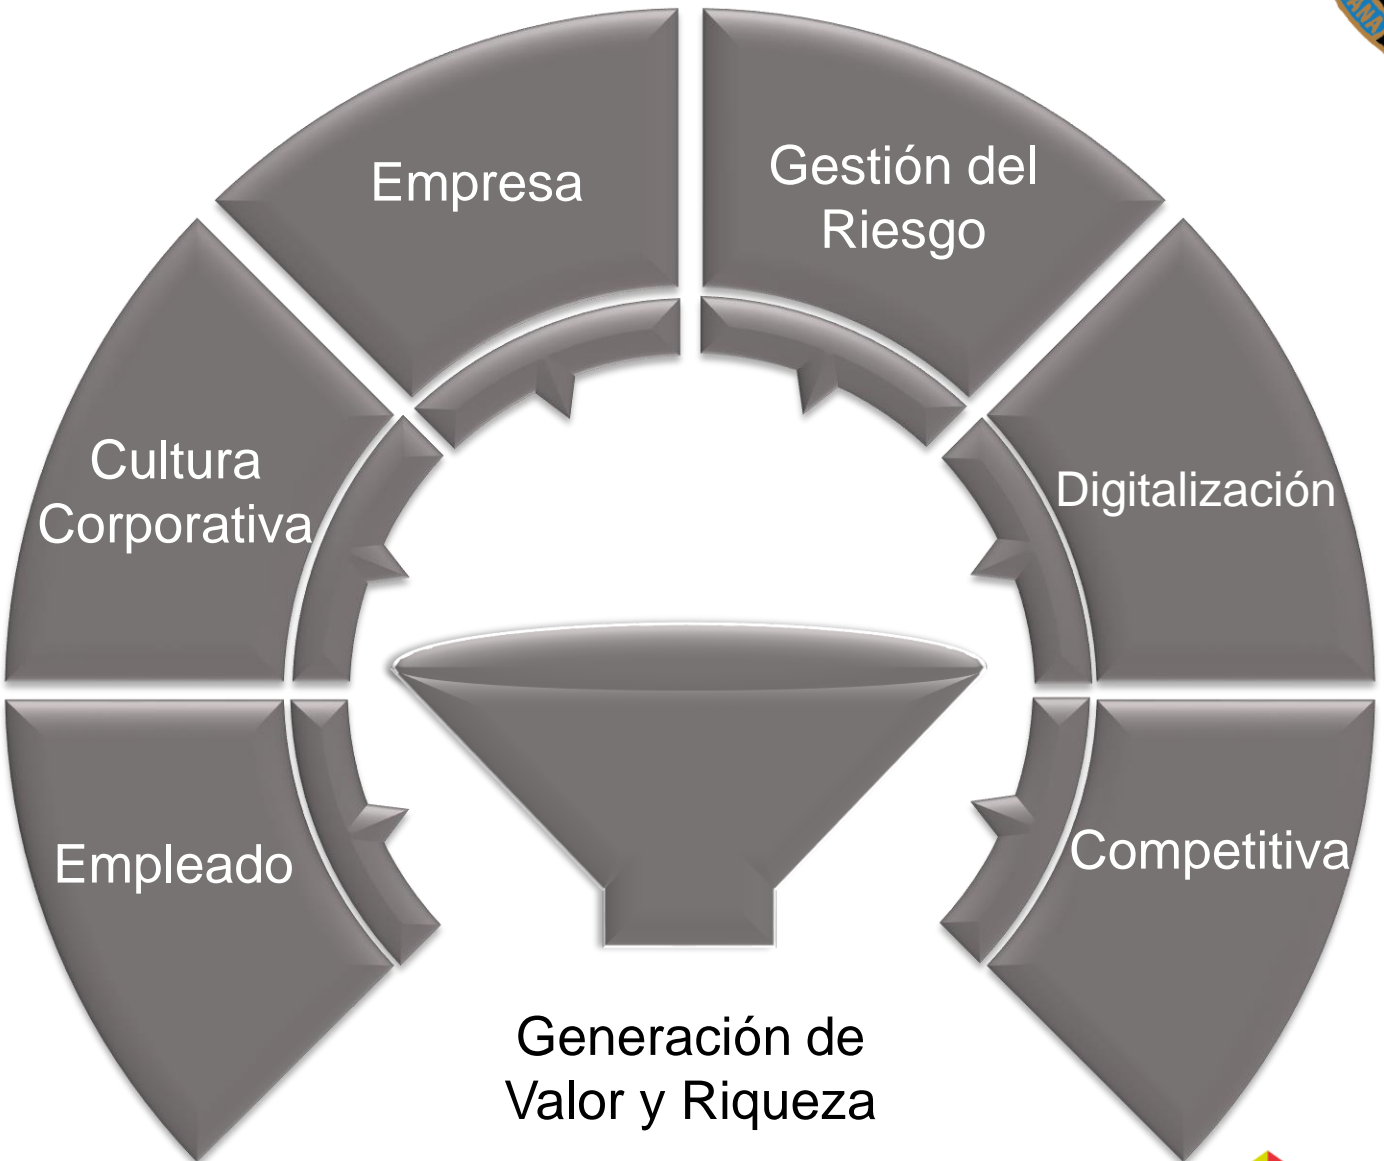 Empresa
Gestión del
Riesgo
Cultura
Corporativa
Digitalización
Empleado
Competitiva
Generación de
Valor y Riqueza